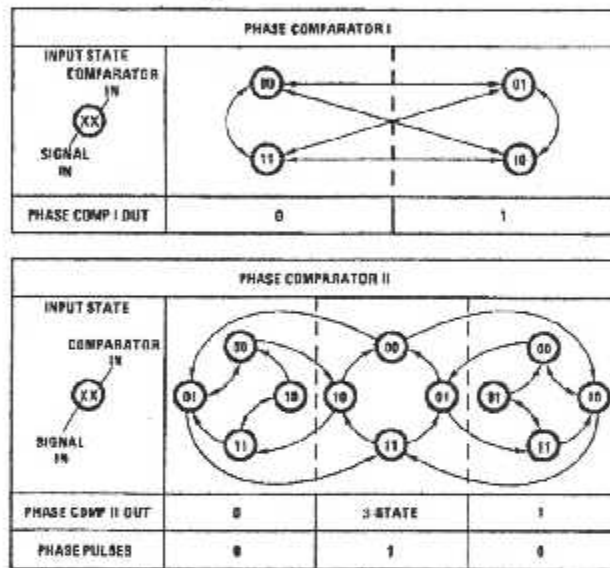 PHASE COMPARATOR I
INPUT STATE
COMPARATOR
IN
XX
SIGNAL
IN
00
01
11
10
PHASE COMP I OUT 0 1
PHASE COMPARATOR II
INPUT STATE
COMPARATOR
IN
XX
SIGNAL
IN
00 00 00
01 10 10 01 01 10
11 11 11
PHASE COMP II OUT 0 3-STATE 1
PHASE PULSES 0 1 0